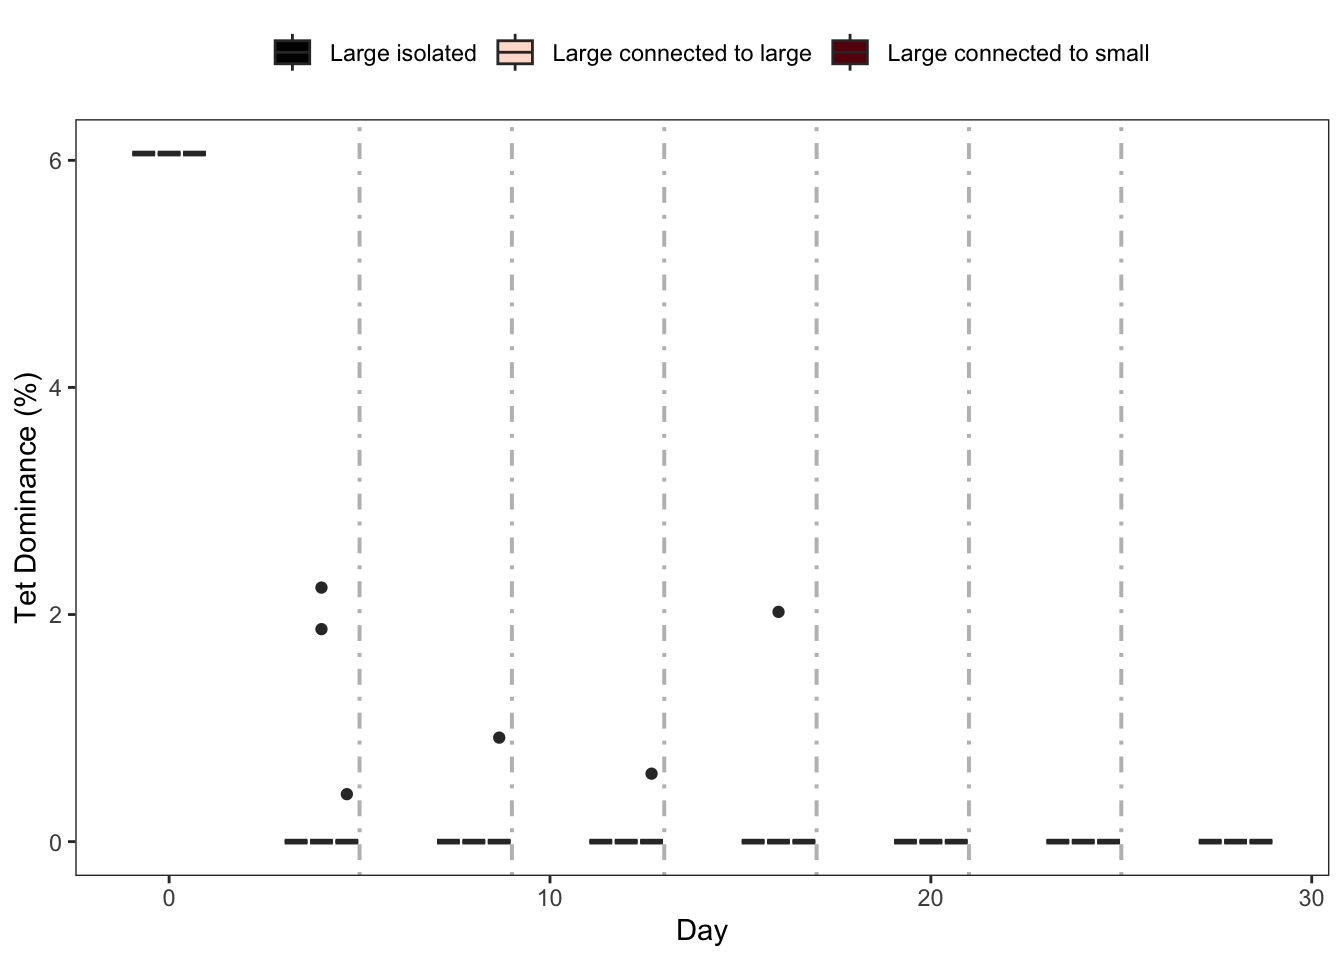 Large isolated Large connected to large Large connected to small
Tet Dominance (%)
6
4
2
0
0 10 20 30
Day